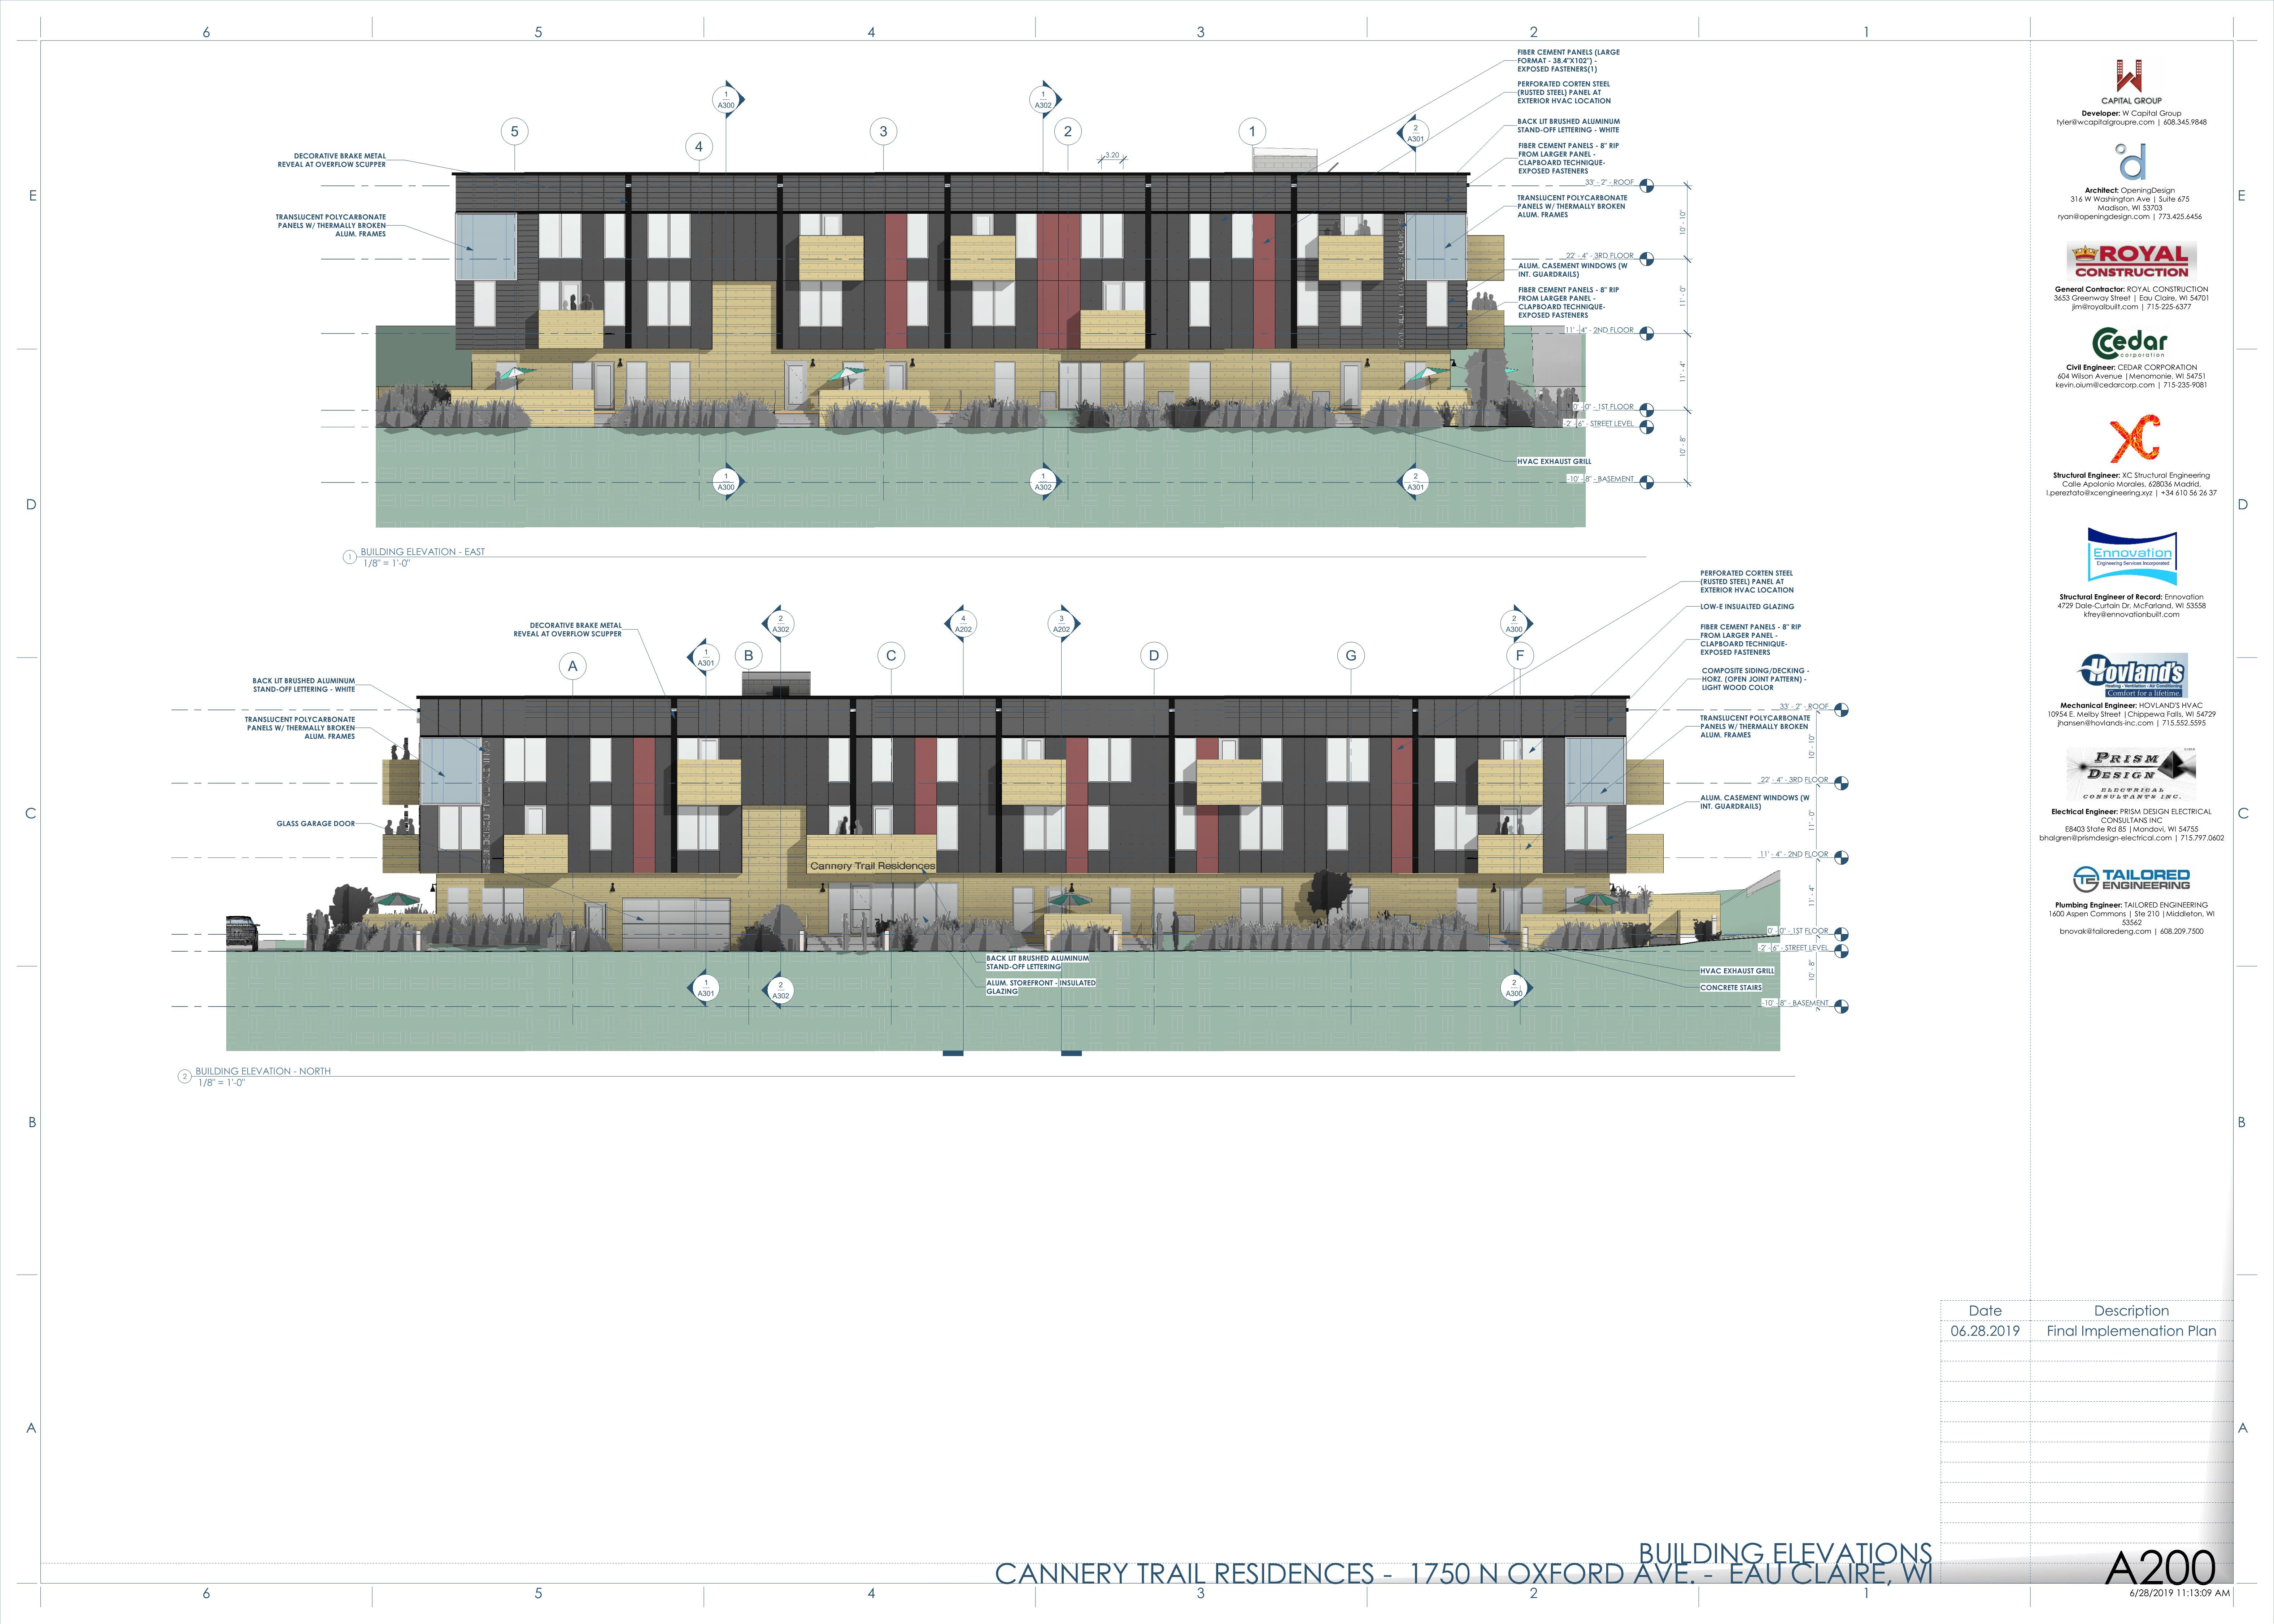 6 5 4 3 2 1
E
D
C
B
A
E
D
C
B
A
FIBER CEMENT PANELS (LARGE
FORMAT - 38.4"X102") -
EXPOSED FASTENERS(1)
PERFORATED CORTEN STEEL
(RUSTED STEEL) PANEL AT
EXTERIOR HVAC LOCATION
BACK LIT BRUSHED ALUMINUM
STAND-OFF LETTERING - WHITE
FIBER CEMENT PANELS - 8" RIP
FROM LARGER PANEL -
CLAPBOARD TECHNIQUE-
EXPOSED FASTENERS
33' - 2" - ROOF
TRANSLUCENT POLYCARBONATE
PANELS W/ THERMALLY BROKEN
ALUM. FRAMES
22' - 4" - 3RD FLOOR
ALUM. CASEMENT WINDOWS (W
INT. GUARDRAILS)
FIBER CEMENT PANELS - 8" RIP
FROM LARGER PANEL -
CLAPBOARD TECHNIQUE-
EXPOSED FASTENERS
11' - 4" - 2ND FLOOR
0' - 0" - 1ST FLOOR
-2' - 6" - STREET LEVEL
HVAC EXHAUST GRILL
-10' - 8" - BASEMENT
10' - 10"
11' - 0"
11' - 4"
10' - 8"
1
A300
1
A302
2
A301
5
4
3
2
1
3.20
DECORATIVE BRAKE METAL
REVEAL AT OVERFLOW SCUPPER
TRANSLUCENT POLYCARBONATE
PANELS W/ THERMALLY BROKEN
ALUM. FRAMES
1
A300
1
A302
2
A301
1
BUILDING ELEVATION - EAST
1/8" = 1'-0"
PERFORATED CORTEN STEEL
(RUSTED STEEL) PANEL AT
EXTERIOR HVAC LOCATION
LOW-E INSUALTED GLAZING
FIBER CEMENT PANELS - 8" RIP
FROM LARGER PANEL -
CLAPBOARD TECHNIQUE-
EXPOSED FASTENERS
COMPOSITE SIDING/DECKING -
HORZ. (OPEN JOINT PATTERN) -
LIGHT WOOD COLOR
33' - 2" - ROOF
TRANSLUCENT POLYCARBONATE
PANELS W/ THERMALLY BROKEN
ALUM. FRAMES
22' - 4" - 3RD FLOOR
ALUM. CASEMENT WINDOWS (W
INT. GUARDRAILS)
11' - 4" - 2ND FLOOR
0' - 0" - 1ST FLOOR
-2' - 6" - STREET LEVEL
HVAC EXHAUST GRILL
CONCRETE STAIRS
-10' - 8" - BASEMENT
10' - 10"
11' - 0"
11' - 4"
10' - 8"
DECORATIVE BRAKE METAL
REVEAL AT OVERFLOW SCUPPER
BACK LIT BRUSHED ALUMINUM
STAND-OFF LETTERING - WHITE
TRANSLUCENT POLYCARBONATE
PANELS W/ THERMALLY BROKEN
ALUM. FRAMES
GLASS GARAGE DOOR
2
A302
4
A202
3
A202
2
A300
1
A301
A
B
C
D
G
F
Cannery Trail Residences
BACK LIT BRUSHED ALUMINUM
STAND-OFF LETTERING
ALUM. STOREFRONT - INSULATED
GLAZING
1
A301
2
A302
2
A300
2
BUILDING ELEVATION - NORTH
1/8" = 1'-0"
CAPITAL GROUP
Developer: W Capital Group
tyler@wcapitalgroupre.com | 608.345.9848
d
Architect: OpeningDesign
316 W Washington Ave | Suite 675
Madison, WI 53703
ryan@openingdesign.com | 773.425.6456
ROYAL
CONSTRUCTION
General Contractor: ROYAL CONSTRUCTION
3653 Greenway Street | Eau Claire, WI 54701
jim@royalbuilt.com | 715-225-6377
Cedar
corporation
Civil Engineer: CEDAR CORPORATION
604 Wilson Avenue |Menomonie, WI 54751
kevin.oium@cedarcorp.com | 715-235-9081
XC
Structural Engineer: XC Structural Engineering
Calle Apolonio Morales, 628036 Madrid,
l.pereztato@xcengineering.xyz | +34 610 56 26 37
Ennovation
Engineering Services Incorporated
Structural Engineer of Record: Ennovation
4729 Dale-Curtain Dr, McFarland, WI 53558
kfrey@ennovationbuilt.com
Hovland's
Heating - Ventilation - Air Conditioning
Comfort for a lifetime.
Mechanical Engineer: HOVLAND'S HVAC
10954 E. Melby Street |Chippewa Falls, WI 54729
jhansen@hovlands-inc.com | 715.552.5595
PRISM
DESIGN
ELECTRICAL
CONSULTANTS INC.
Electrical Engineer: PRISM DESIGN ELECTRICAL
CONSULTANS INC
E8403 State Rd 85 |Mondovi, WI 54755
bhalgren@prismdesign-electrical.com | 715.797.0602
TE TAILORED
ENGINEERING
Plumbing Engineer: TAILORED ENGINEERING
1600 Aspen Commons | Ste 210 |Middleton, WI
53562
bnovak@tailoredeng.com | 608.209.7500
Date Description
06.28.2019 Final Implemenation Plan
BUILDING ELEVATIONS
CANNERY TRAIL RESIDENCES - 1750 N OXFORD AVE. - EAU CLAIRE, WI
A200
6/28/2019 11:13:09 AM
6 5 4 3 2 1